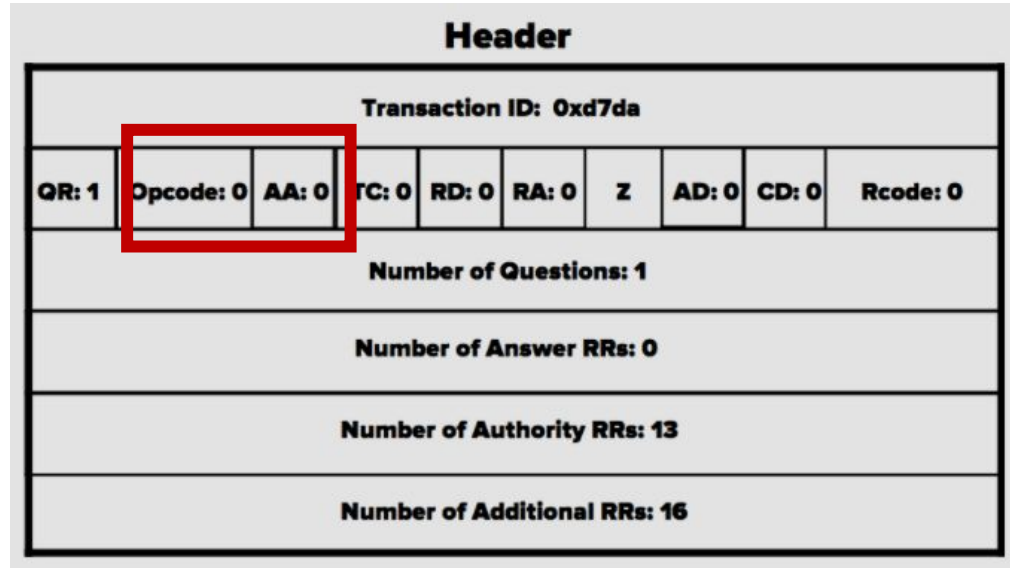 Header
Transaction ID: 0xd7da
QR: 1 Opcode: 0 AA: 0 TC: 0 RD: 0 RA: 0 Z AD: 0 CD: 0 Rcode: 0
Number of Questions: 1
Number of Answer RRs: 0
Number of Authority RRs: 13
Number of Additional RRs: 16